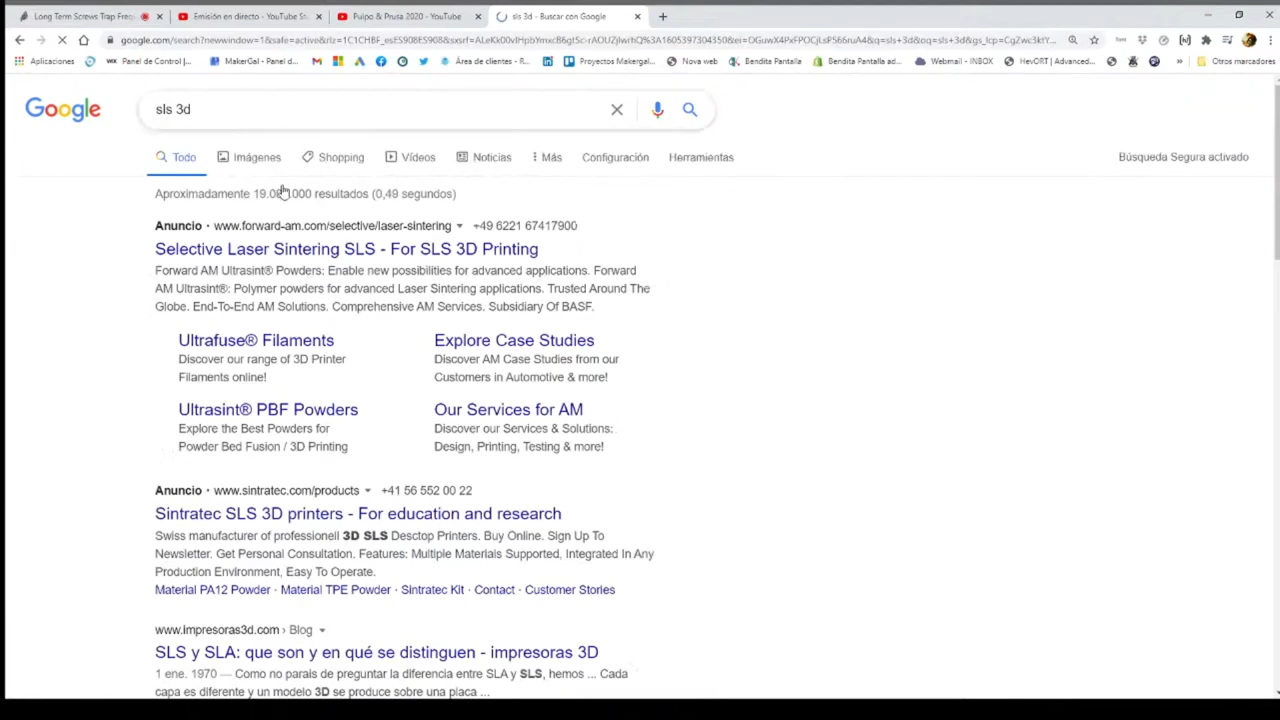 Long Term Screws Trap Freq
Emisión en directo - YouTube St
Pulpo & Prusa 2020 - YouTube
sls 3d - Buscar con Google
Aplicaciones
Panel de Control |...
MakerGal - Panel d...
Área de clientes - R...
Proyectos Makergal...
Nova web
Bendita Pantalla
Bendita Pantalla ad...
Webmail - INBOX
HevORT | Advanced...
Otros marcadores
Google
sls 3d
Todo
Imágenes
Shopping
Vídeos
Noticias
Más
Configuración
Herramientas
Búsqueda Segura activado
resultados (0,49 segundos)
Anuncio · www.forward-am.com/selective/laser-sintering +49 6221 67417900
Selective Laser Sintering SLS - For SLS 3D Printing
Forward AM Ultrasint® Powders: Enable new possibilities for advanced applications. Forward
AM Ultrasint®: Polymer powders for advanced Laser Sintering applications. Trusted Around The
Globe. End-To-End AM Solutions. Comprehensive AM Services. Subsidiary Of BASF.
Ultrafuse® Filaments
Discover our range of 3D Printer
Filaments online!
Explore Case Studies
Discover AM Case Studies from our
Customers in Automotive & more!
Ultrasint® PBF Powders
Explore the Best Powders for
Powder Bed Fusion / 3D Printing
Our Services for AM
Discover our Services & Solutions:
Design, Printing, Testing & more!
Anuncio · www.sintratec.com/products +41 56 552 00 22
Sintratec SLS 3D printers - For education and research
Swiss manufacturer of professionell 3D SLS Desctop Printers. Buy Online. Sign Up To
Newsletter. Get Personal Consultation. Features: Multiple Materials Supported, Integrated In Any
Production Environment, Easy To Operate.
Material PA12 Powder · Material TPE Powder · Sintratec Kit · Contact · Customer Stories
www.impresoras3d.com › Blog
SLS y SLA: que son y en qué se distinguen - impresoras 3D
1 ene. 1970 — Como no parais de preguntar la diferencia entre SLA y SLS, hemos ... Cada
capa es diferente y un modelo 3D se produce sobre una placa ...